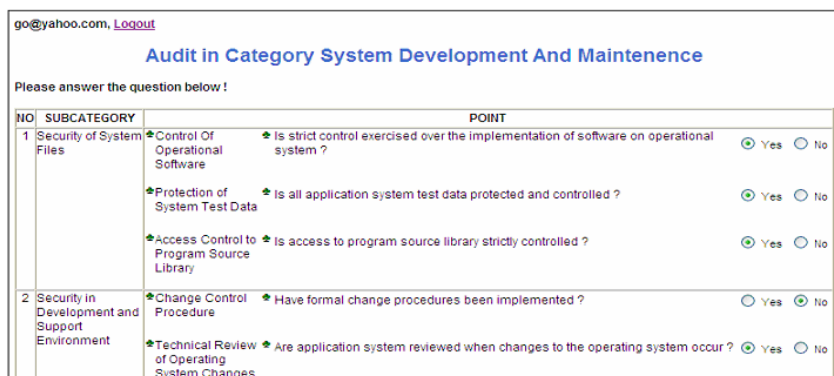 go@yahoo.com, Logout
Audit in Category System Development And Maintenence
Please answer the question below !
NO SUBCATEGORY POINT
1 Security of System Files
Control Of Operational Software
Is strict control exercised over the implementation of software on operational
system ?
Yes No
Protection of
System Test Data
Is all application system test data protected and controlled ?
Yes No
Access Control to
Program Source
Library
Is access to program source library strictly controlled ?
Yes No
2 Security in
Development and
Support
Environment
Change Control
Procedure
Have formal change procedures been implemented ?
Yes No
Technical Review
of Operating
System Changes
Are application system reviewed when changes to the operating system occur ?
Yes No